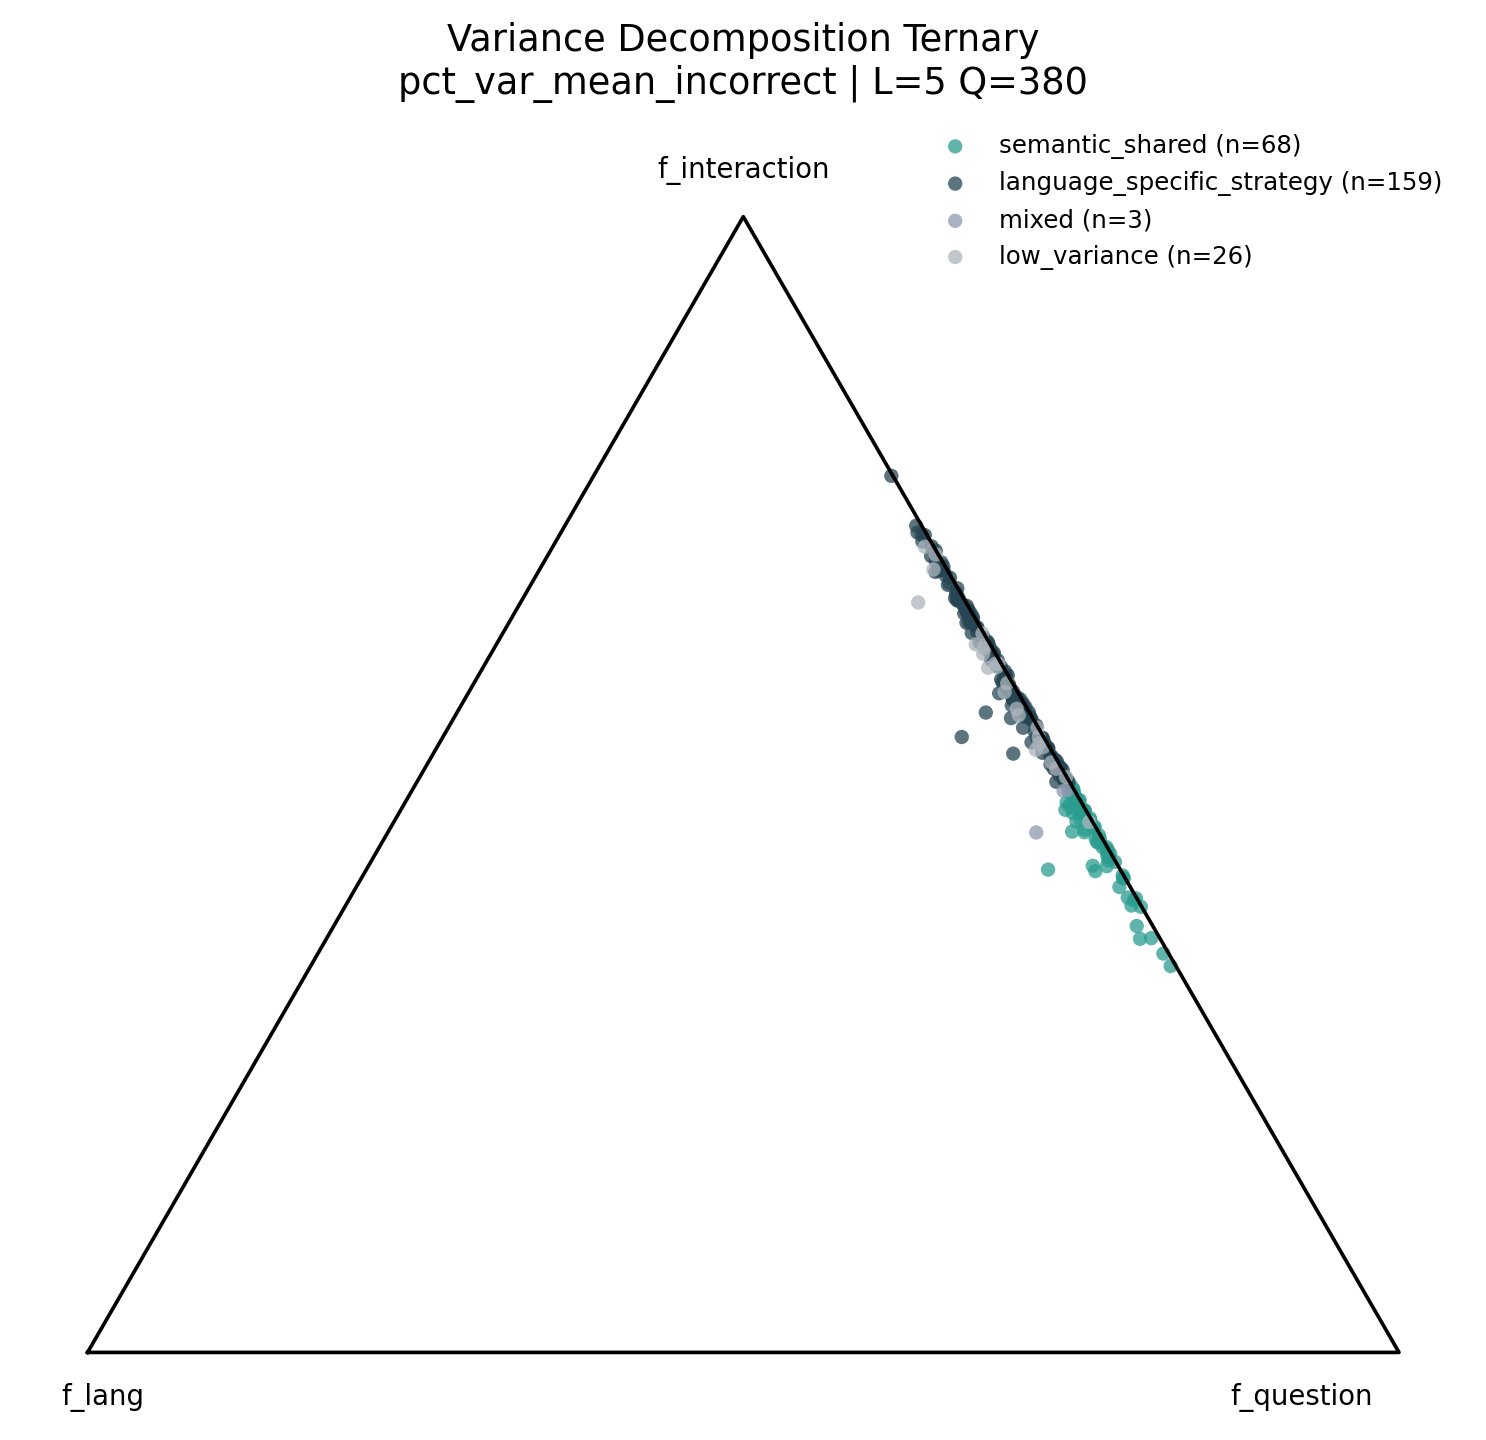 Variance Decomposition Ternary
pct_var_mean_incorrect | L=5 Q=380
semantic_shared (n=68)
language_specific_strategy (n=159)
mixed (n=3)
low_variance (n=26)
f_interaction
f_lang
f_question